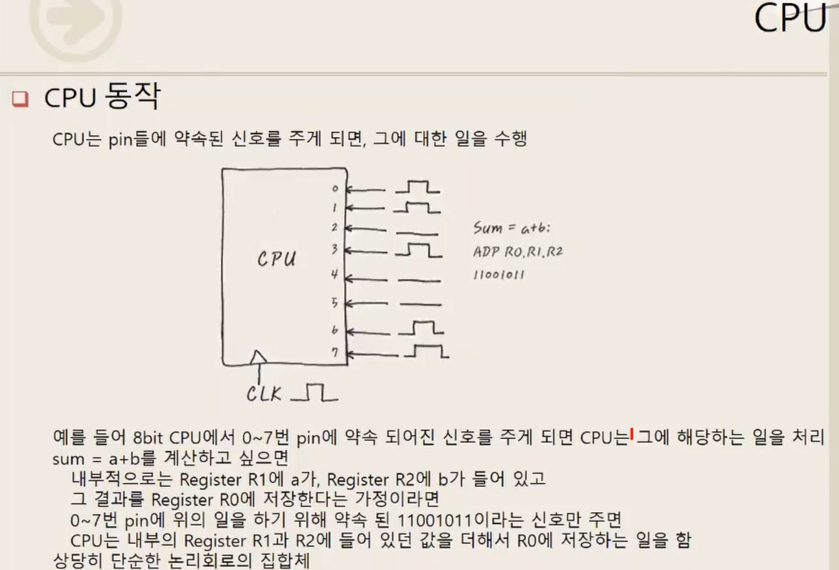 CPU
CPU 동작
CPU는 pin들에 약속된 신호를 주게 되면, 그에 대한 일을 수행
0
1
2
3
4
5
6
7
CPU
CLK
Sum = a+b:
ADP R0.R1.R2
11001011
예를 들어 8bit CPU에서 0~7번 pin에 약속 되어진 신호를 주게 되면 CPU는 그에 해당하는 일을 처리
sum = a+b를 계산하고 싶으면
내부적으로는 Register R1에 a가, Register R2에 b가 들어 있고
그 결과를 Register R0에 저장한다는 가정이라면
0~7번 pin에 위의 일을 하기 위해 약속 된 11001011이라는 신호만 주면
CPU는 내부의 Register R1과 R2에 들어 있던 값을 더해서 R0에 저장하는 일을 함
상당히 단순한 논리회로의 집합체